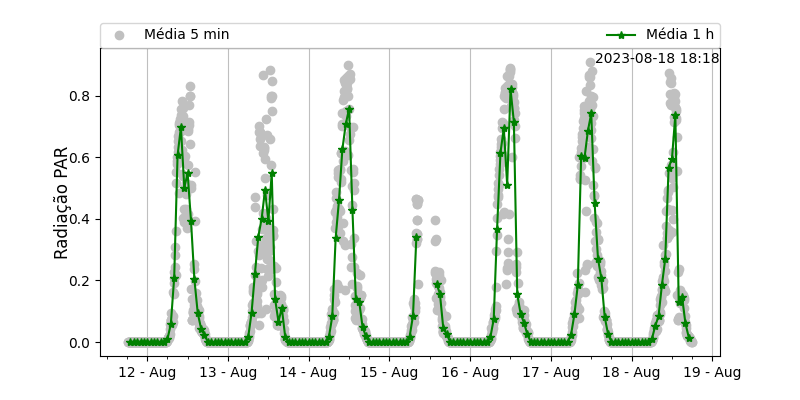 Média 5 min
Média 1 h
2023-08-18 18:18
Radiação PAR
0.8
0.6
0.4
0.2
0.0
12 - Aug
13 - Aug
14 - Aug
15 - Aug
16 - Aug
17 - Aug
18 - Aug
19 - Aug